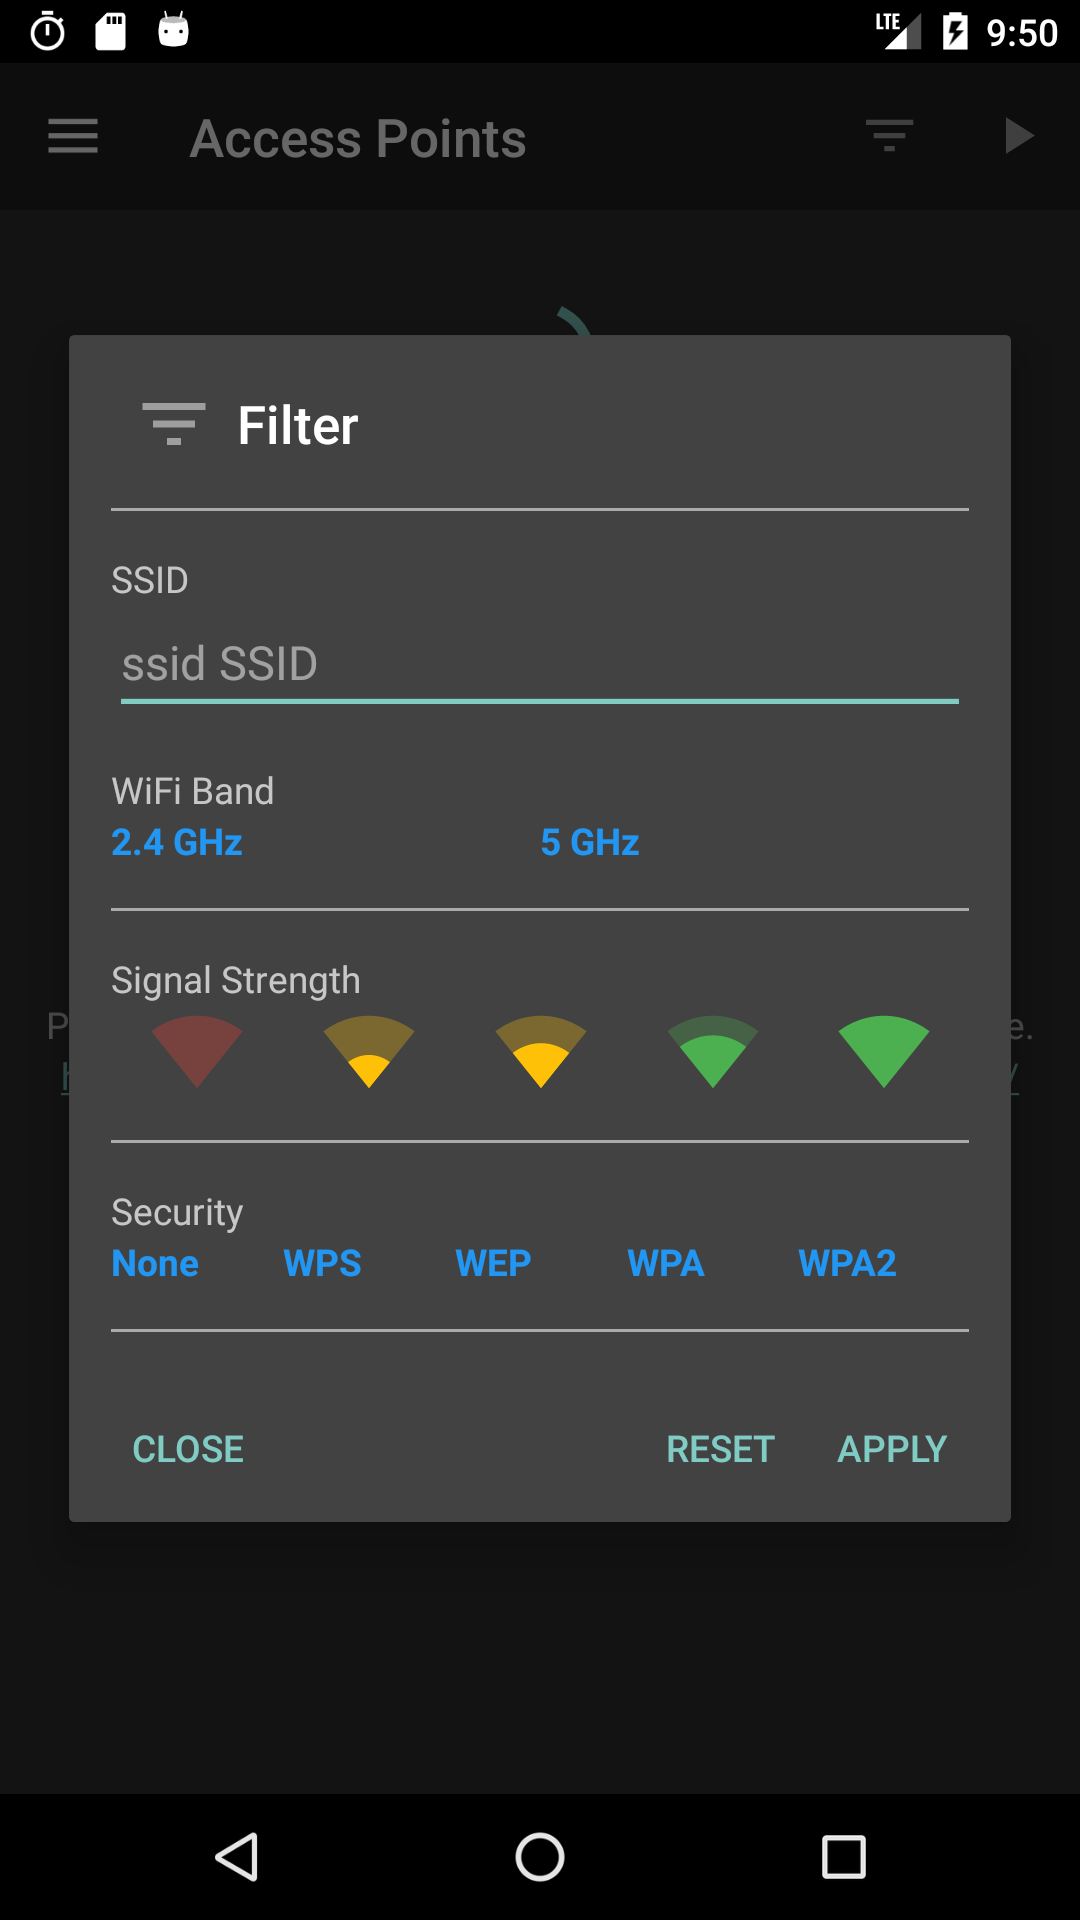 LTE 9:50
Access Points
Filter
SSID
ssid SSID
WiFi Band
2.4 GHz 5 GHz
Signal Strength
Security
None WPS WEP WPA WPA2
CLOSE RESET APPLY